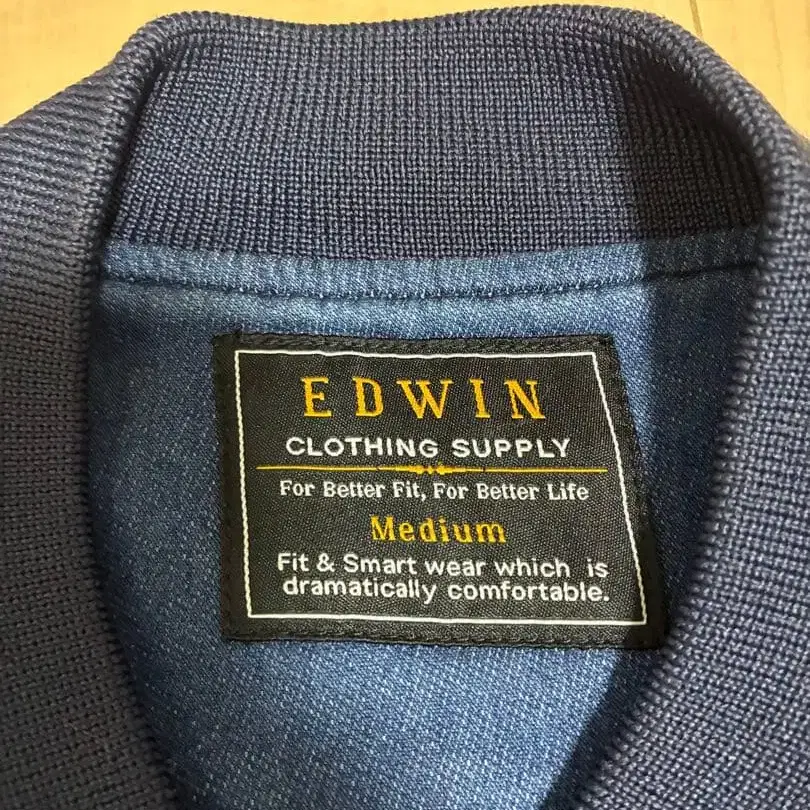 EDWIN
CLOTHING SUPPLY
For Better Fit, For Better Life
Medium
Fit & Smart wear which is
dramatically comfortable.